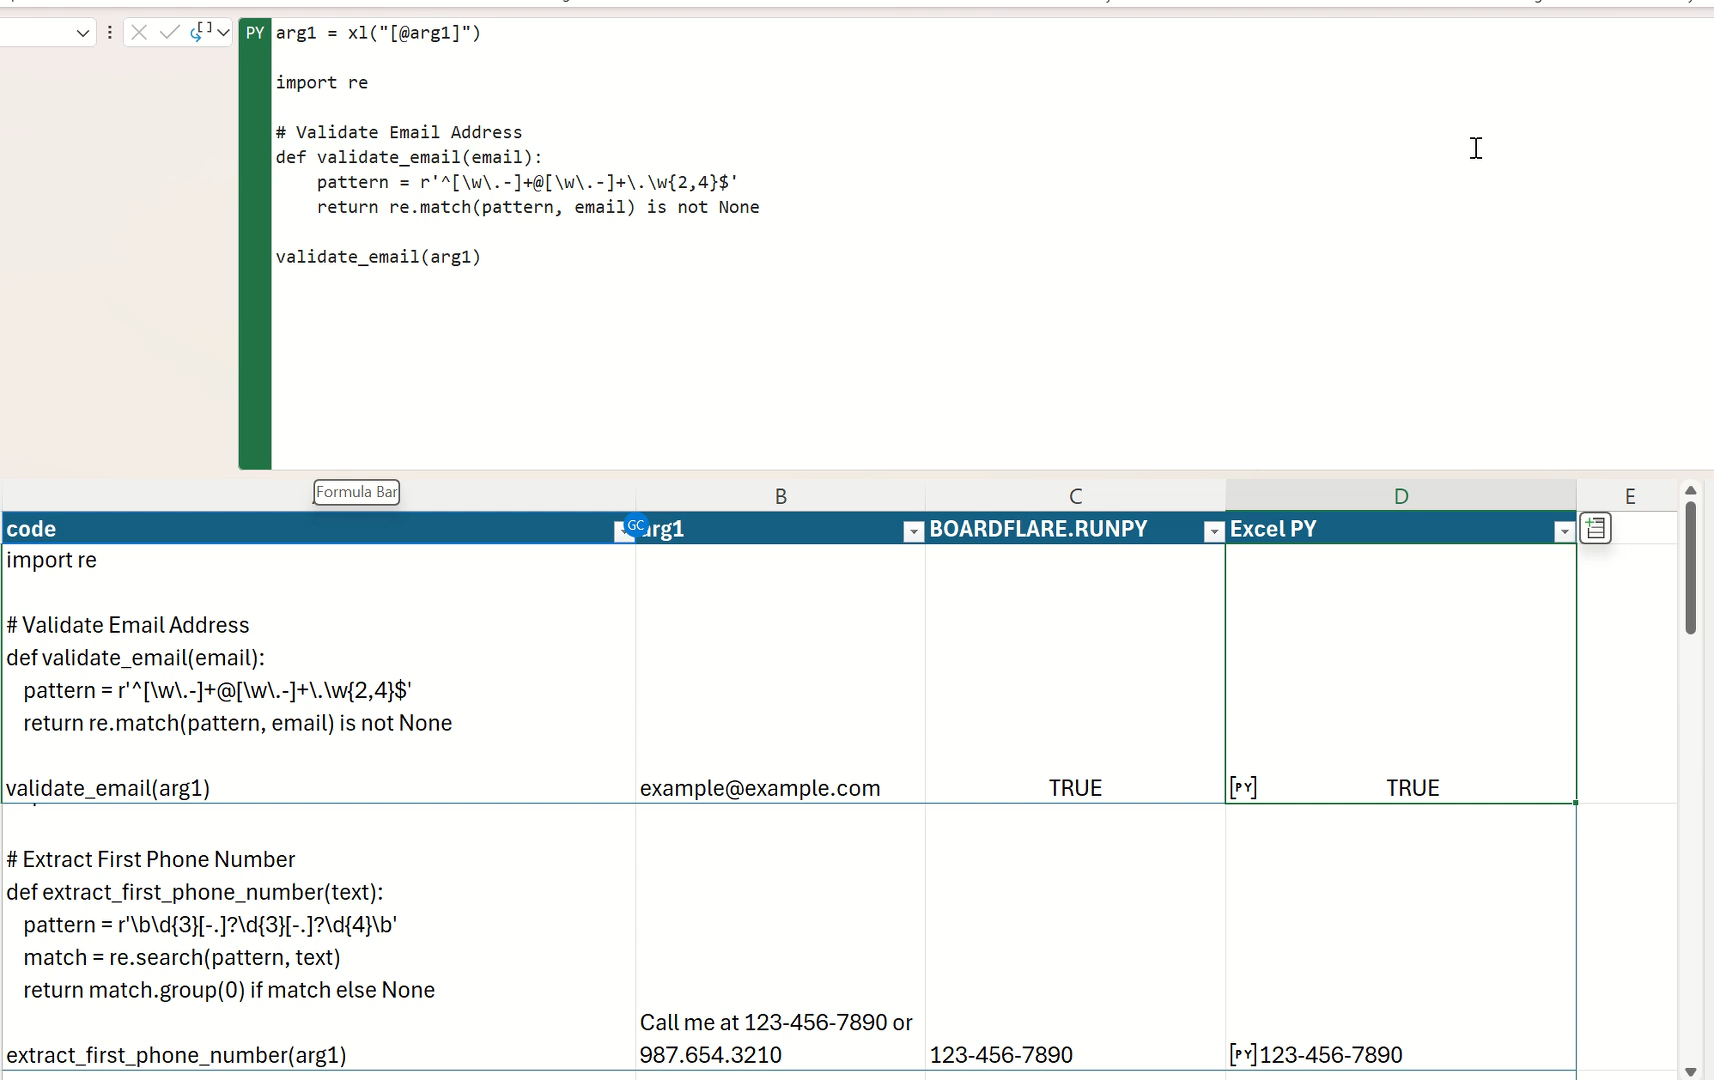 PY
arg1 = xl("[@arg1]")
import re
# Validate Email Address
def validate_email(email):
    pattern = r'^[\w\.-]+@[\w\.-]+\.\w{2,4}$'
    return re.match(pattern, email) is not None
validate_email(arg1)
Formula Bar
B C D E
code GC arg1 BOARDFLARE.RUNPY Excel PY
import re
# Validate Email Address
def validate_email(email):
    pattern = r'^[\w\.-]+@[\w\.-]+\.\w{2,4}$'
    return re.match(pattern, email) is not None
validate_email(arg1) example@example.com TRUE [PY] TRUE
# Extract First Phone Number
def extract_first_phone_number(text):
    pattern = r'\b\d{3}[-.]?\d{3}[-.]?\d{4}\b'
    match = re.search(pattern, text)
    return match.group(0) if match else None
Call me at 123-456-7890 or
extract_first_phone_number(arg1) 987.654.3210 123-456-7890 [PY] 123-456-7890